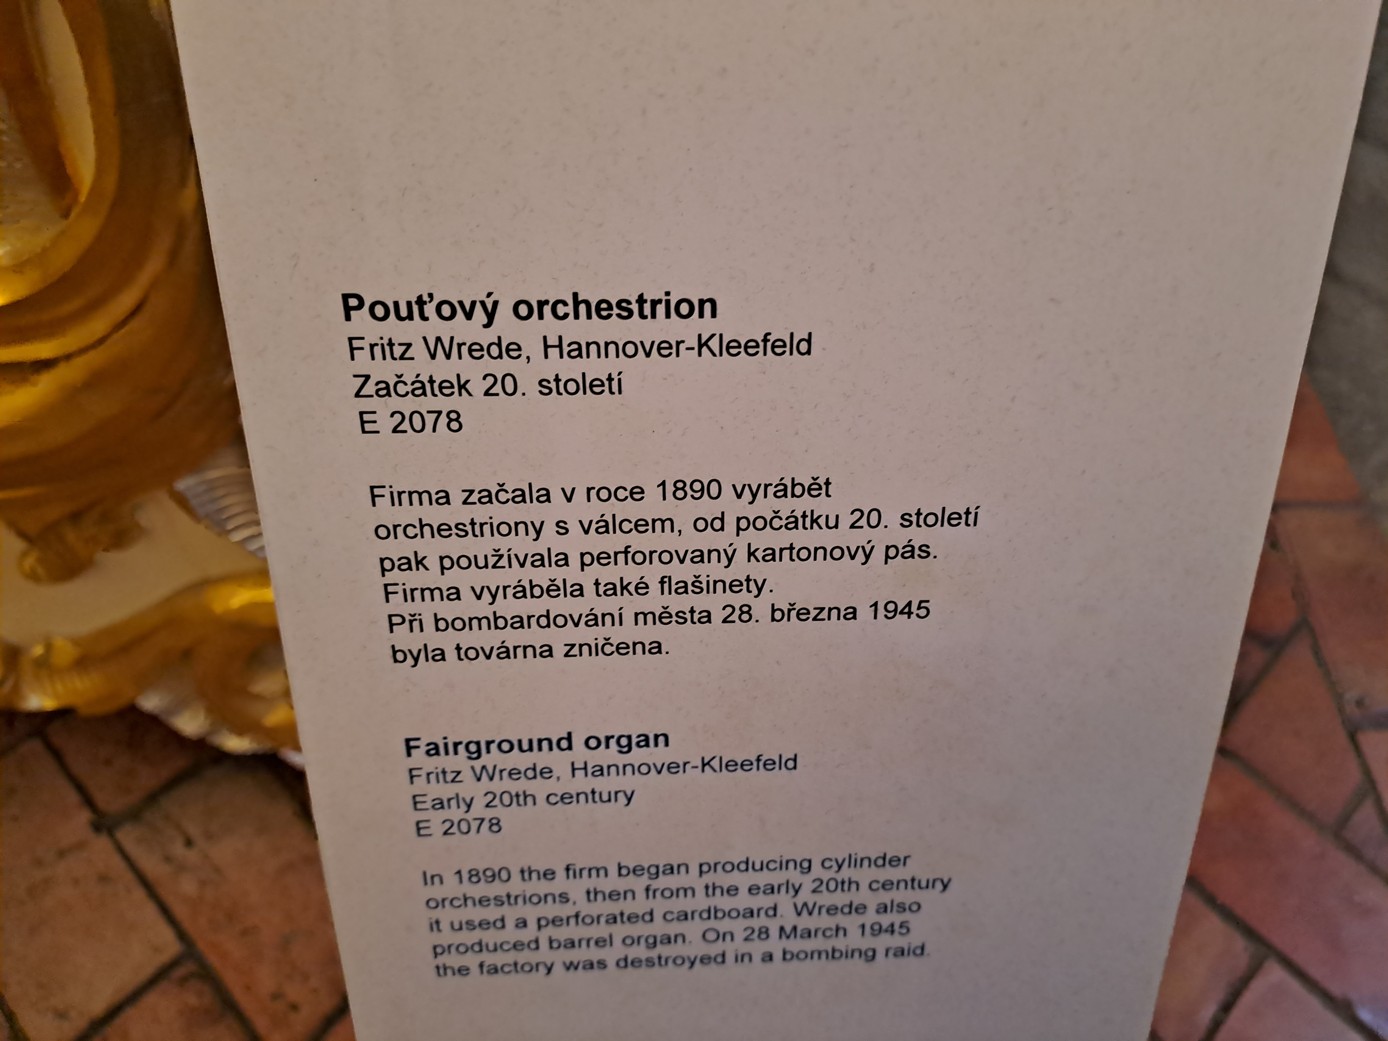 Pouťový orchestrion
Fritz Wrede, Hannover-Kleefeld
Začátek 20. století
E 2078
Firma začala v roce 1890 vyrábět
orchestriony s válcem, od počátku 20. století
pak používala perforovaný kartonový pás.
Firma vyráběla také flašinety.
Při bombardování města 28. března 1945
byla továrna zničena.
Fairground organ
Fritz Wrede, Hannover-Kleefeld
Early 20th century
E 2078
In 1890 the firm began producing cylinder
orchestrions, then from the early 20th century
it used a perforated cardboard. Wrede also
produced barrel organ. On 28 March 1945
the factory was destroyed in a bombing raid.